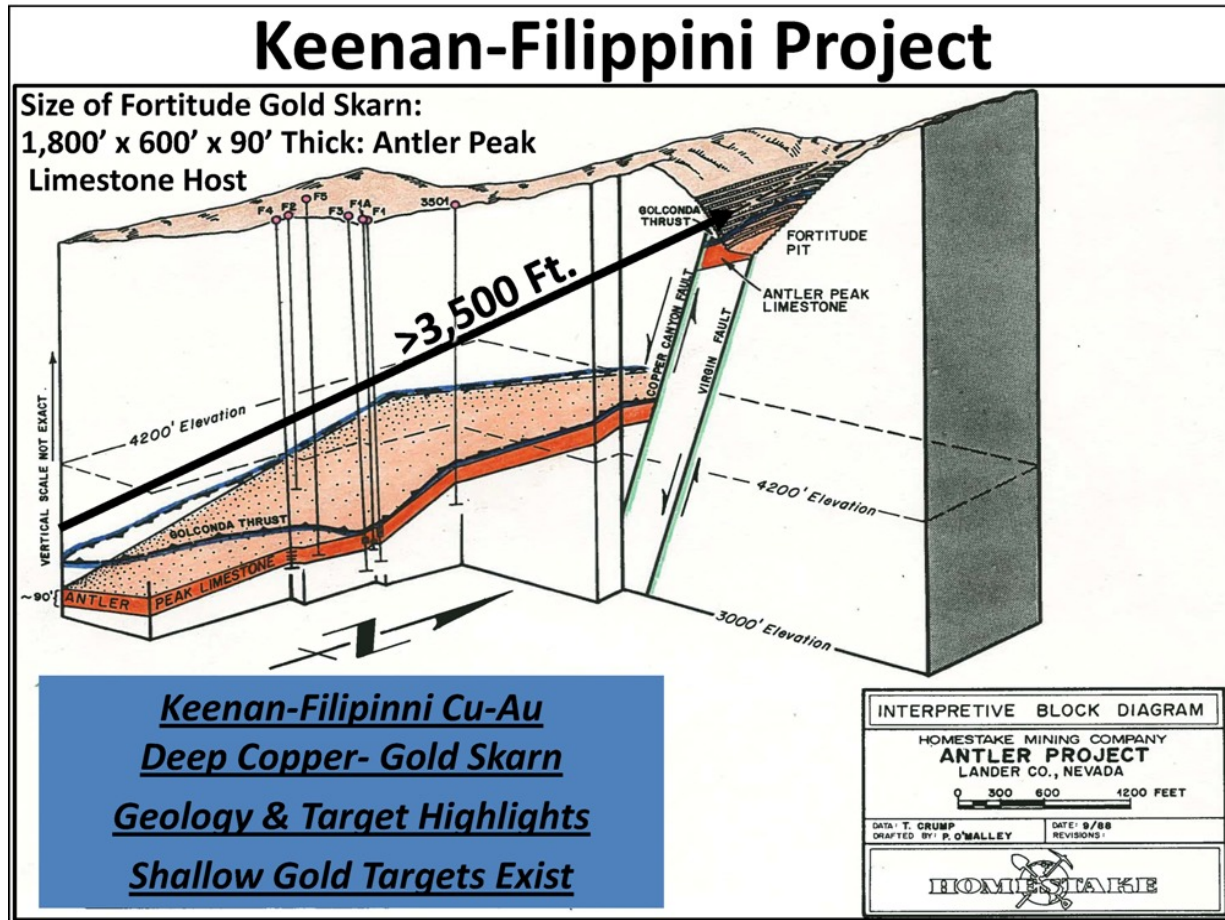 Keenan-Filippini Project
Size of Fortitude Gold Skarn:
1,800' x 600' x 90' Thick: Antler Peak
Limestone Host
F4
F2
F5
F3
F1A
F1
3501
GOLCONDA
THRUST
FORTITUDE
PIT
ANTLER PEAK
LIMESTONE
>3,500 Ft.
COPPER CANYON FAULT
VIRGIN FAULT
VERTICAL SCALE NOT EXACT
4200' Elevation
4200' Elevation
GOLCONDA THRUST
~90'
ANTLER PEAK LIMESTONE
3000' Elevation
Keenan-Filipinni Cu-Au
Deep Copper- Gold Skarn
Geology & Target Highlights
Shallow Gold Targets Exist
INTERPRETIVE BLOCK DIAGRAM
HOMESTAKE MINING COMPANY
ANTLER PROJECT
LANDER CO., NEVADA
0 300 600 1200 FEET
DATA: T. CRUMP
DRAFTED BY: P. O'MALLEY
DATE: 9/88
REVISIONS:
HOMESTAKE